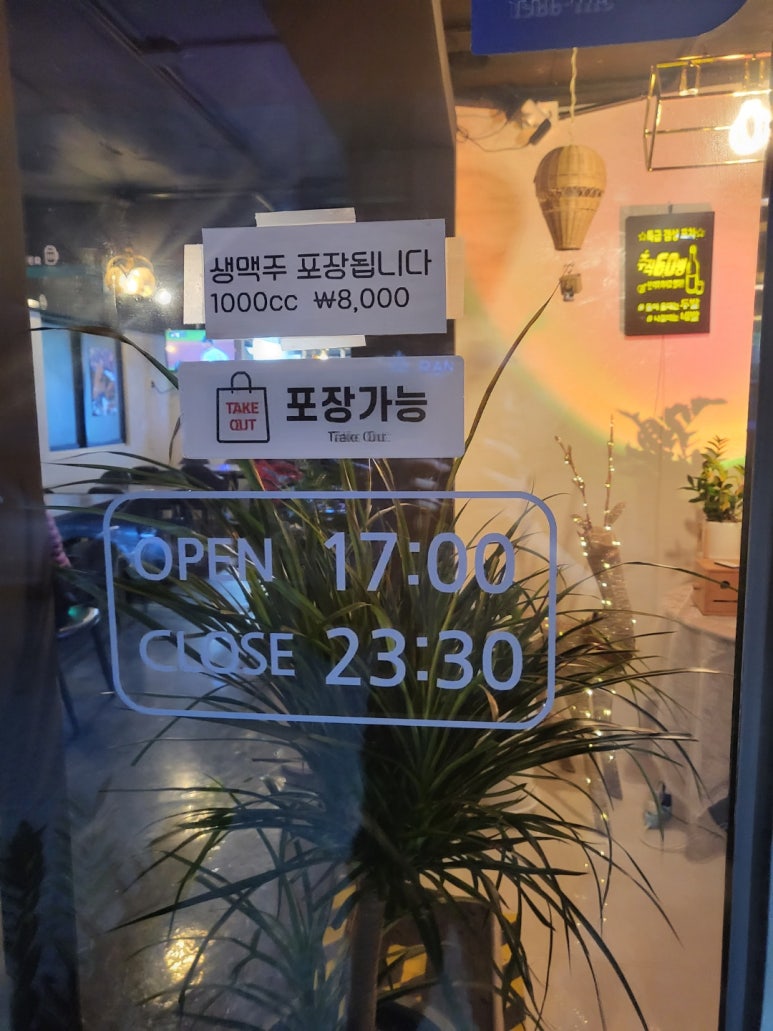 생맥주 포장됩니다
1000cc ₩8,000
TAKE
OUT
포장가능
Take Out
OPEN 17:00
CLOSE 23:30